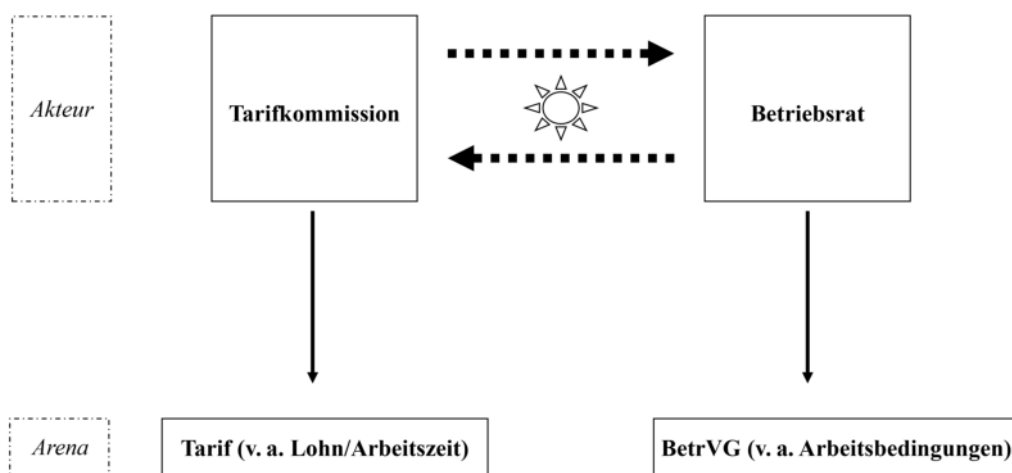 Akteur
Tarifkommission
Betriebsrat
Arena
Tarif (v. a. Lohn/Arbeitszeit)
BetrVG (v. a. Arbeitsbedingungen)